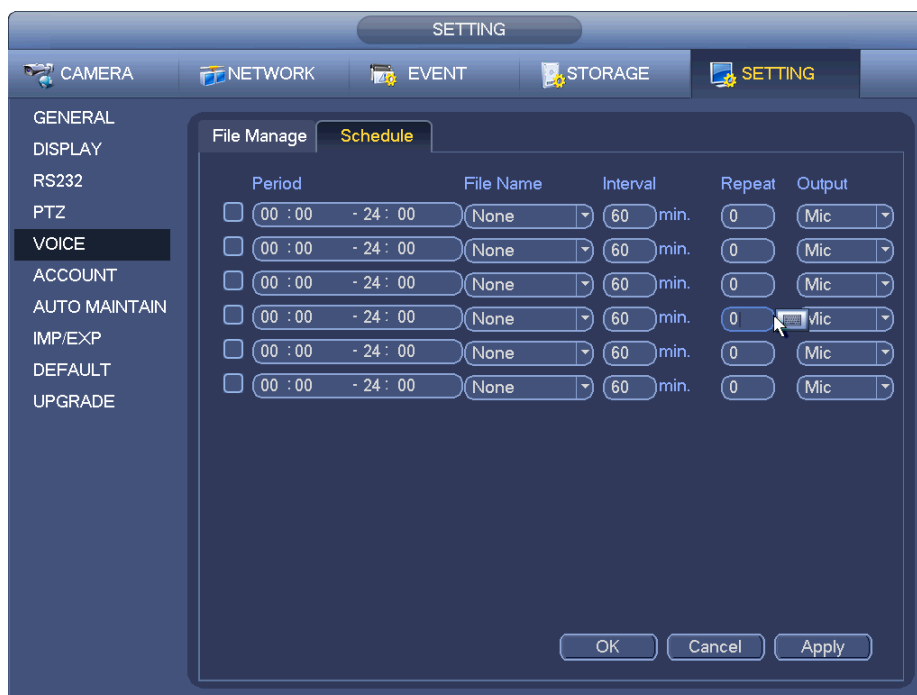 SETTING
CAMERA NETWORK EVENT STORAGE SETTING
GENERAL
DISPLAY
RS232
PTZ
VOICE
ACCOUNT
AUTO MAINTAIN
IMP/EXP
DEFAULT
UPGRADE
File Manage Schedule
Period File Name Interval Repeat Output
00 : 00 - 24 : 00 None 60 min. 0 Mic
00 : 00 - 24 : 00 None 60 min. 0 Mic
00 : 00 - 24 : 00 None 60 min. 0 Mic
00 : 00 - 24 : 00 None 60 min. 0 Mic
00 : 00 - 24 : 00 None 60 min. 0 Mic
00 : 00 - 24 : 00 None 60 min. 0 Mic
OK Cancel Apply